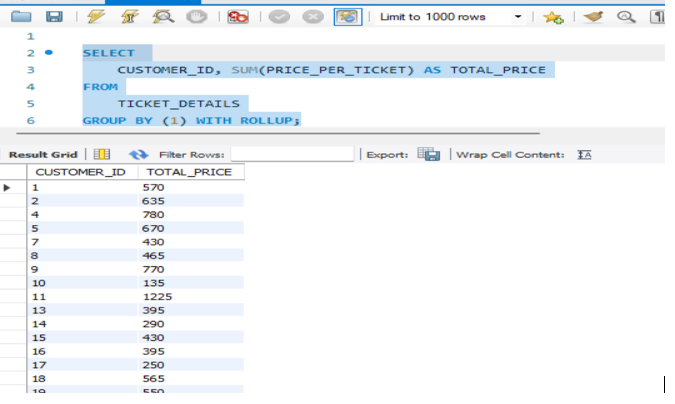 Limit to 1000 rows
1
2 SELECT
3 CUSTOMER_ID, SUM(PRICE_PER_TICKET) AS TOTAL_PRICE
4 FROM
5 TICKET_DETAILS
6 GROUP BY (1) WITH ROLLUP;
Result Grid Filter Rows: Export: Wrap Cell Content:
CUSTOMER_ID TOTAL_PRICE
1 570
2 635
4 780
5 670
7 430
8 465
9 770
10 135
11 1225
13 395
14 290
15 430
16 395
17 250
18 565
19 550